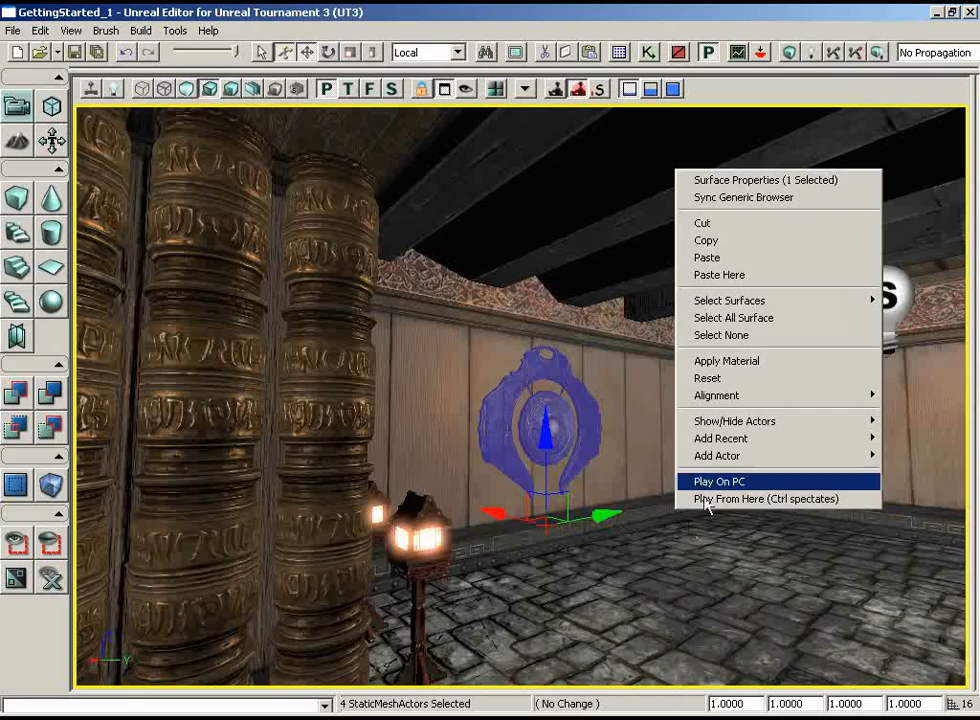 GettingStarted_1 - Unreal Editor for Unreal Tournament 3 (UT3)
File Edit View Brush Build Tools Help
Local
No Propagation
P T F S
Surface Properties (1 Selected)
Sync Generic Browser
Cut
Copy
Paste
Paste Here
Select Surfaces
Select All Surface
Select None
Apply Material
Reset
Alignment
Show/Hide Actors
Add Recent
Add Actor
Play On PC
Play From Here (Ctrl spectates)
S
4 StaticMeshActors Selected
(No Change)
1.0000 1.0000 1.0000 1.0000 16